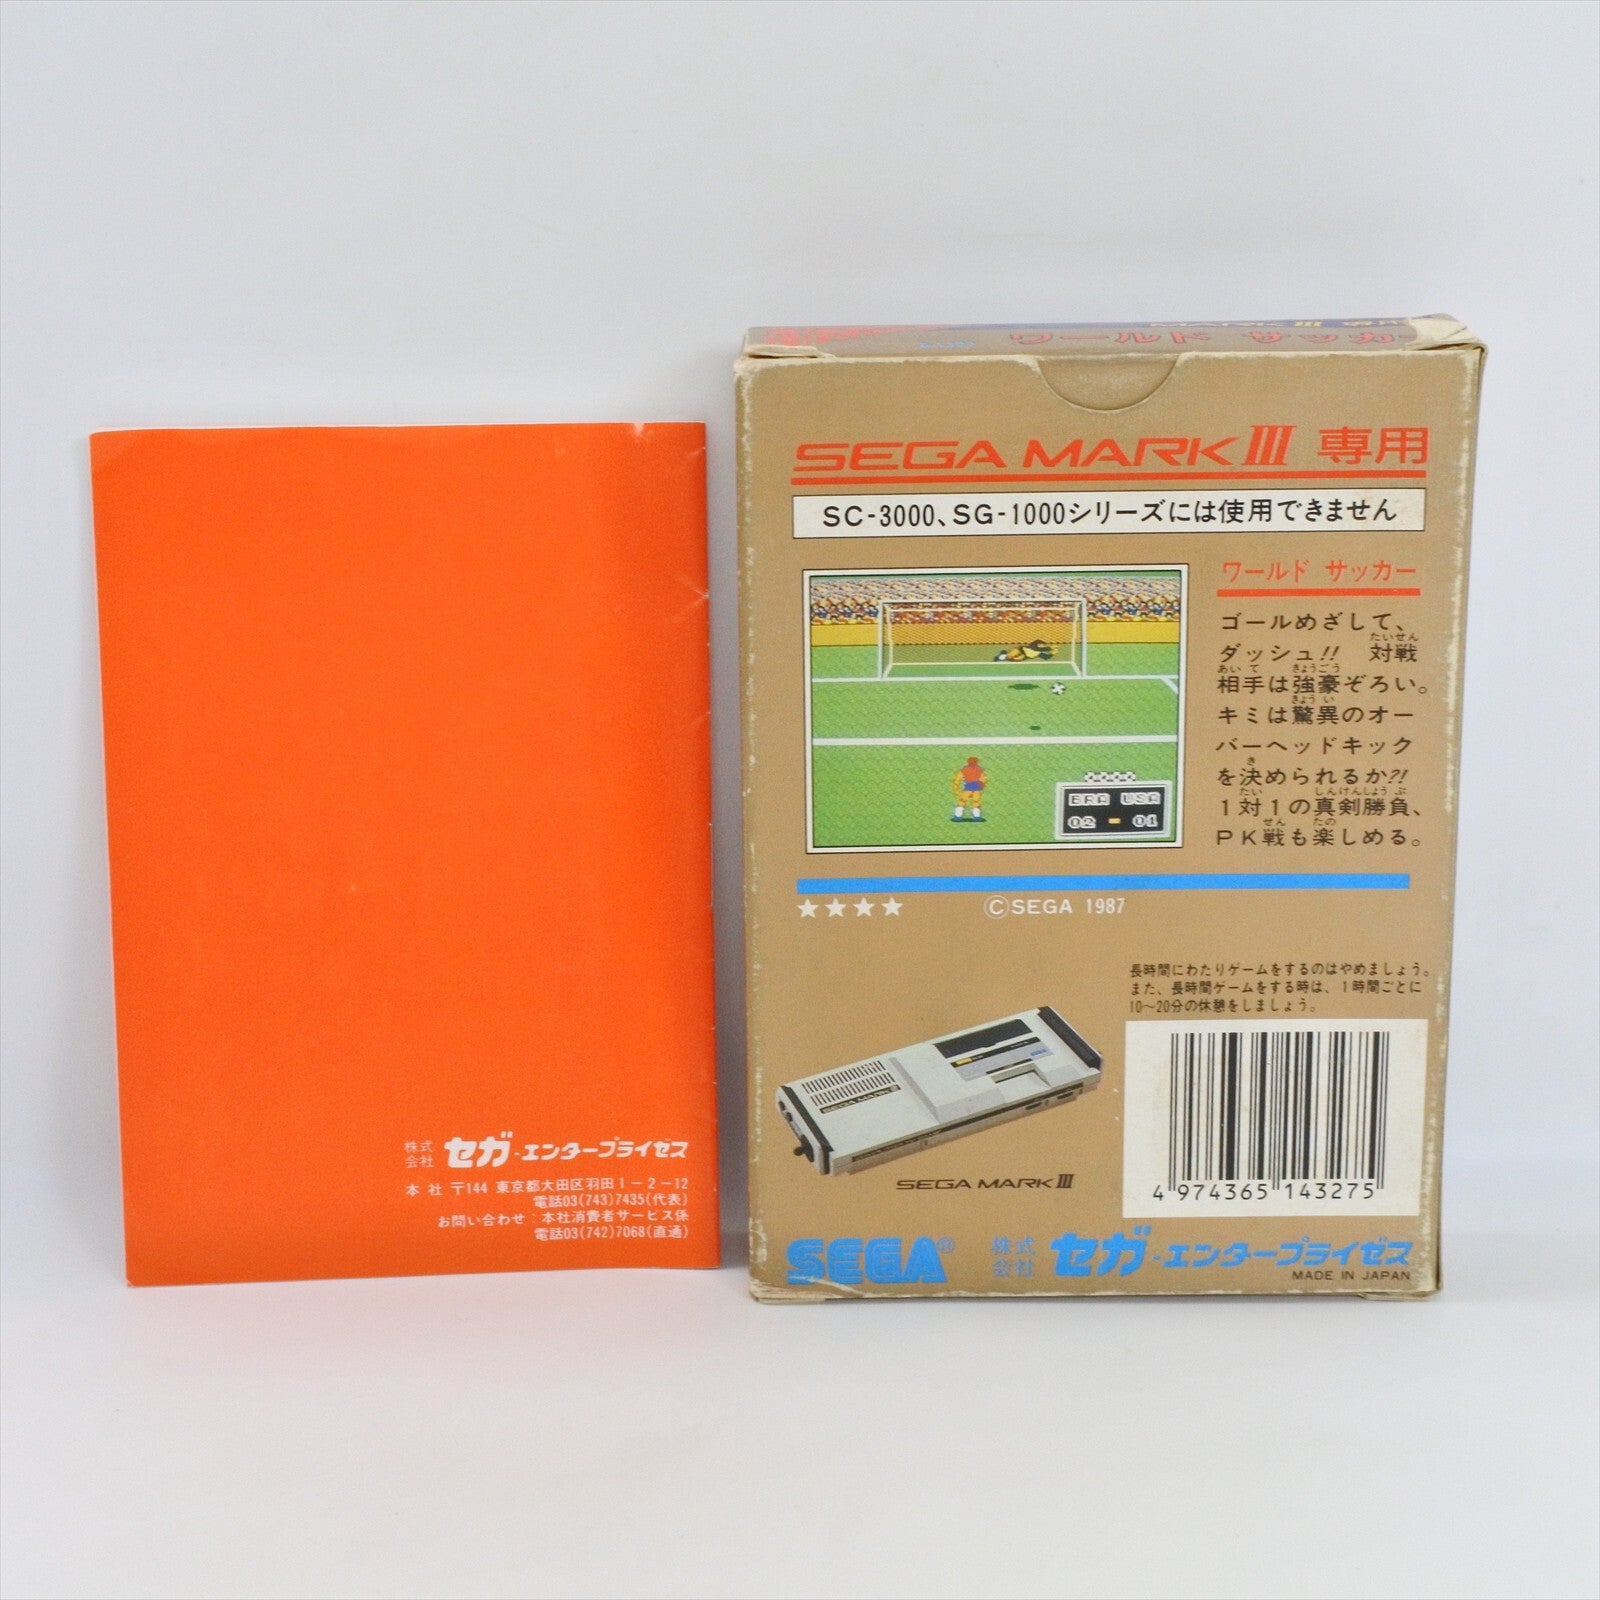 株式会社 セガ・エンタープライゼス
本社 〒144 東京都大田区羽田1-2-12
電話03(743)7435(代表)
お問い合わせ:本社消費者サービス係
電話03(742)7068(直通)
ワールド サッカー
SEGA MARK III 専用
SC-3000、SG-1000シリーズには使用できません
ワールド サッカー
ゴールめざして、
ダッシュ!! 対戦
相手は強豪ぞろい。
キミは驚異のオー
バーヘッドキック
を決められるか?!
1対1の真剣勝負、
PK戦も楽しめる。
BRA USA
02 - 01
★★★★ ©SEGA 1987
長時間にわたりゲームをするのはやめましょう。
また、長時間ゲームをする時は、1時間ごとに
10〜20分の休憩をしましょう。
SEGA MARK III
SEGA MARK III
4 974365 143275
SEGA® 株式会社 セガ・エンタープライゼス
MADE IN JAPAN